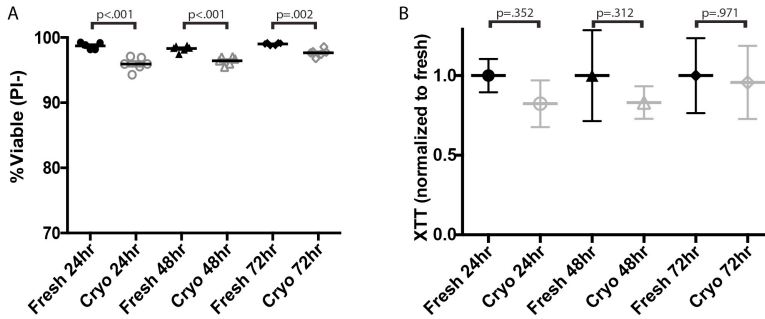 A
p<.001
p<.001
p=.002
100
90
80
70
%Viable (PI-)
Fresh 24hr
Cryo 24hr
Fresh 48hr
Cryo 48hr
Fresh 72hr
Cryo 72hr
B
p=.352
p=.312
p=.971
1.0
0.5
0.0
XTT (normalized to fresh)
Fresh 24hr
Cryo 24hr
Fresh 48hr
Cryo 48hr
Fresh 72hr
Cryo 72hr